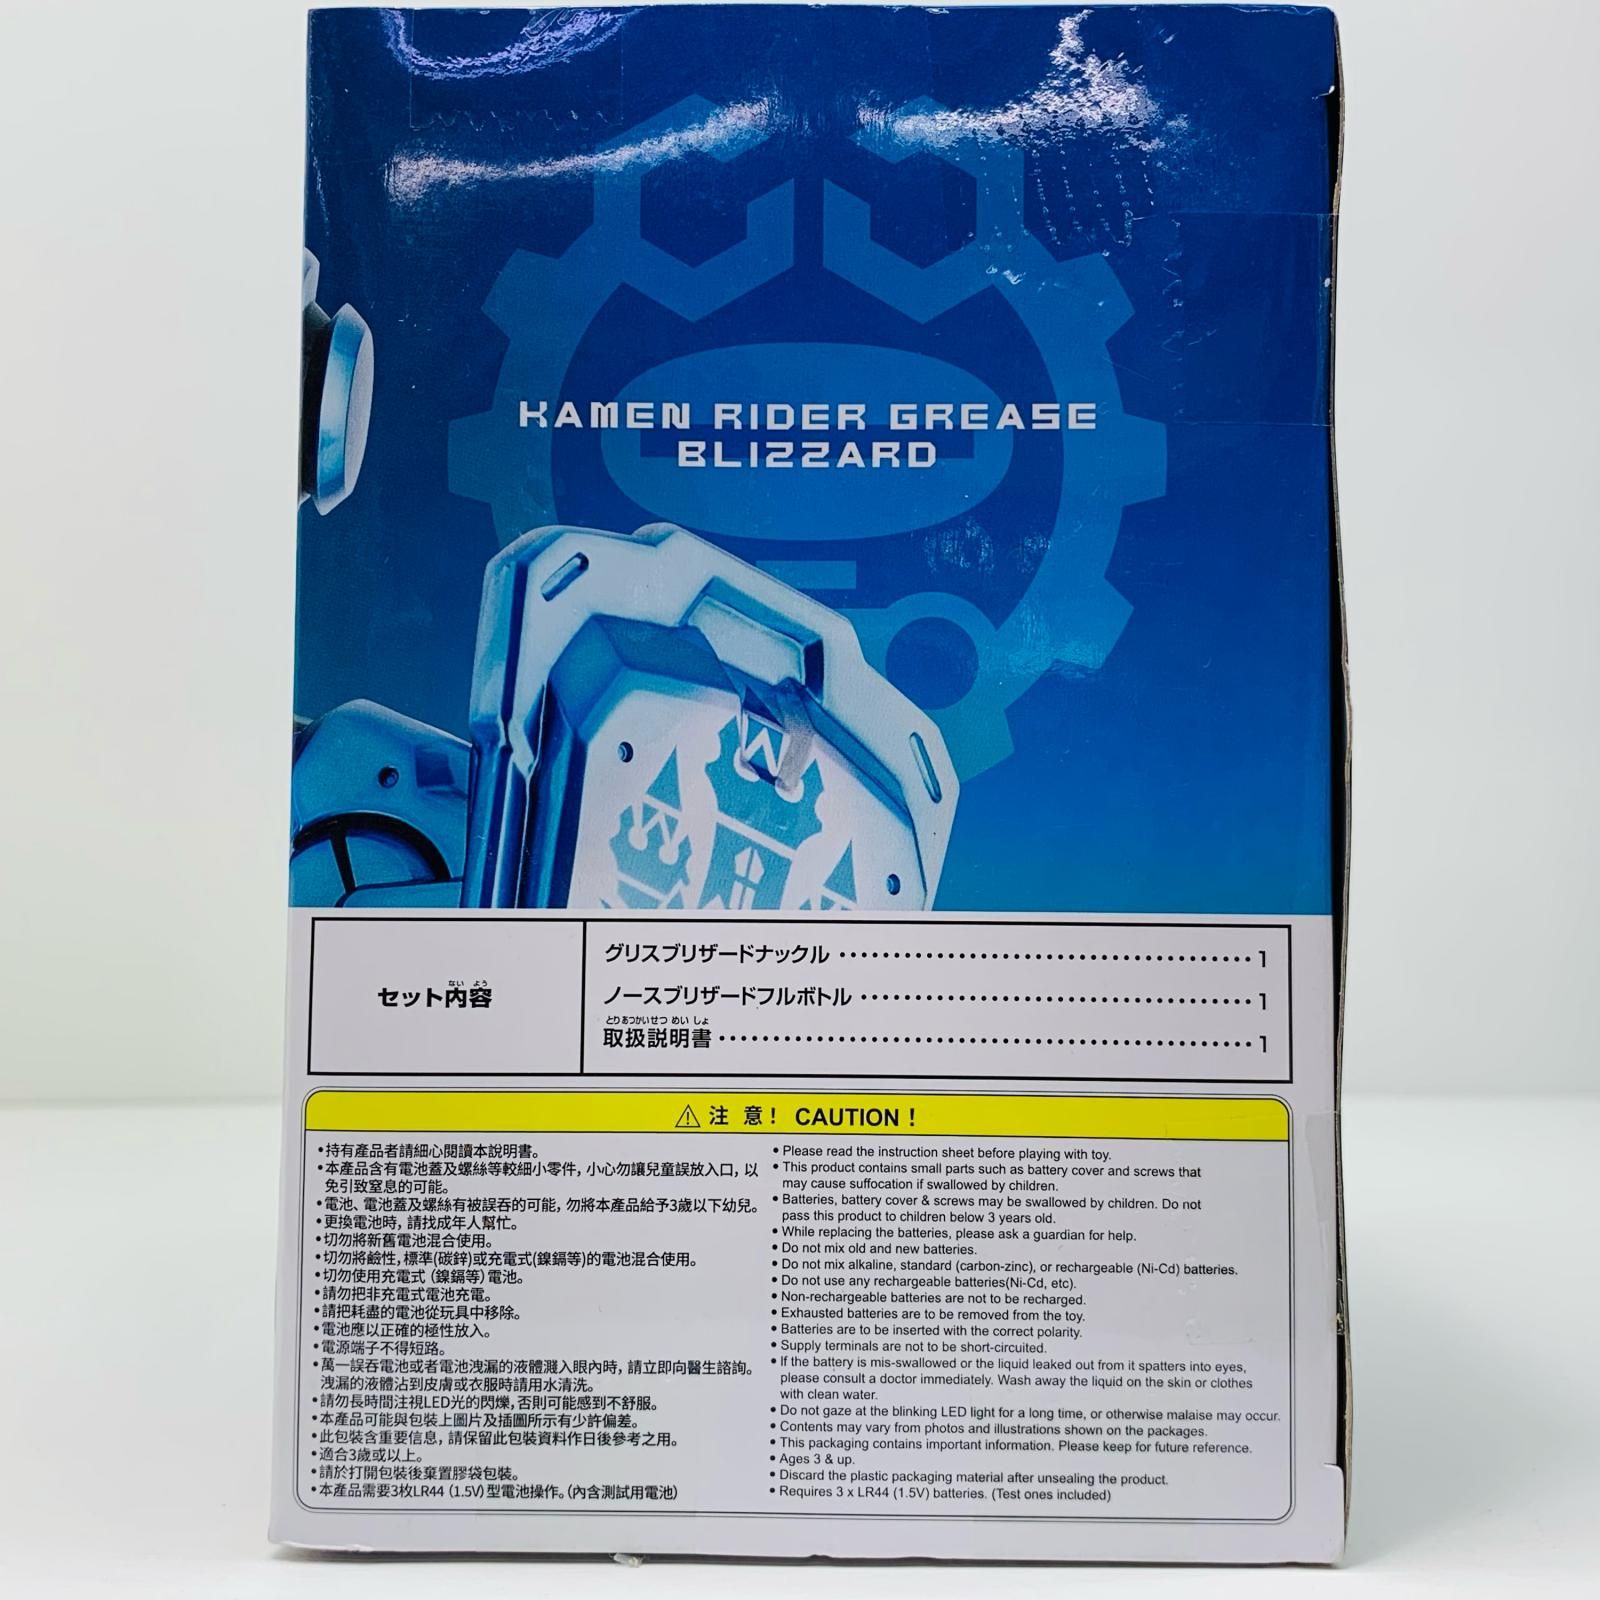 KAMEN RIDER GREASE
BLIZZARD
セット内容
ない よう
グリスブリザードナックル 1
ノースブリザードフルボトル 1
とりあつかいせつ めい しょ
取扱説明書 1
⚠ 注 意! CAUTION!
•持有產品者請細心閱讀本說明書。
•本產品含有電池蓋及螺絲等較細小零件，小心勿讓兒童誤放入口，以
免引致窒息的可能。
•電池、電池蓋及螺絲有被誤吞的可能，勿將本產品給予3歲以下幼兒。
•更換電池時，請找成年人幫忙。
•切勿將新舊電池混合使用。
•切勿將鹼性，標準(碳鋅)或充電式(鎳鎘等)的電池混合使用。
•切勿使用充電式（鎳鎘等）電池。
•請勿把非充電式電池充電。
•請把耗盡的電池從玩具中移除。
•電池應以正確的極性放入。
•電源端子不得短路。
•萬一誤吞電池或者電池洩漏的液體濺入眼內時，請立即向醫生諮詢。
洩漏的液體沾到皮膚或衣服時請用水清洗。
•請勿長時間注視LED光的閃爍，否則可能感到不舒服。
•本產品可能與包裝上圖片及插圖所示有少許偏差。
•此包裝含重要信息，請保留此包裝資料作日後參考之用。
•適合3歲或以上。
•請於打開包裝後棄置膠袋包裝。
•本產品需要3枚LR44（1.5V）型電池操作。（內含測試用電池）
• Please read the instruction sheet before playing with toy.
• This product contains small parts such as battery cover and screws that
may cause suffocation if swallowed by children.
• Batteries, battery cover & screws may be swallowed by children. Do not
pass this product to children below 3 years old.
• While replacing the batteries, please ask a guardian for help.
• Do not mix old and new batteries.
• Do not mix alkaline, standard (carbon-zinc), or rechargeable (Ni-Cd) batteries.
• Do not use any rechargeable batteries(Ni-Cd, etc).
• Non-rechargeable batteries are not to be recharged.
• Exhausted batteries are to be removed from the toy.
• Batteries are to be inserted with the correct polarity.
• Supply terminals are not to be short-circuited.
• If the battery is mis-swallowed or the liquid leaked out from it spatters into eyes,
please consult a doctor immediately. Wash away the liquid on the skin or clothes
with clean water.
• Do not gaze at the blinking LED light for a long time, or otherwise malaise may occur.
• Contents may vary from photos and illustrations shown on the packages.
• This packaging contains important information. Please keep for future reference.
• Ages 3 & up.
• Discard the plastic packaging material after unsealing the product.
• Requires 3 x LR44 (1.5V) batteries. (Test ones included)